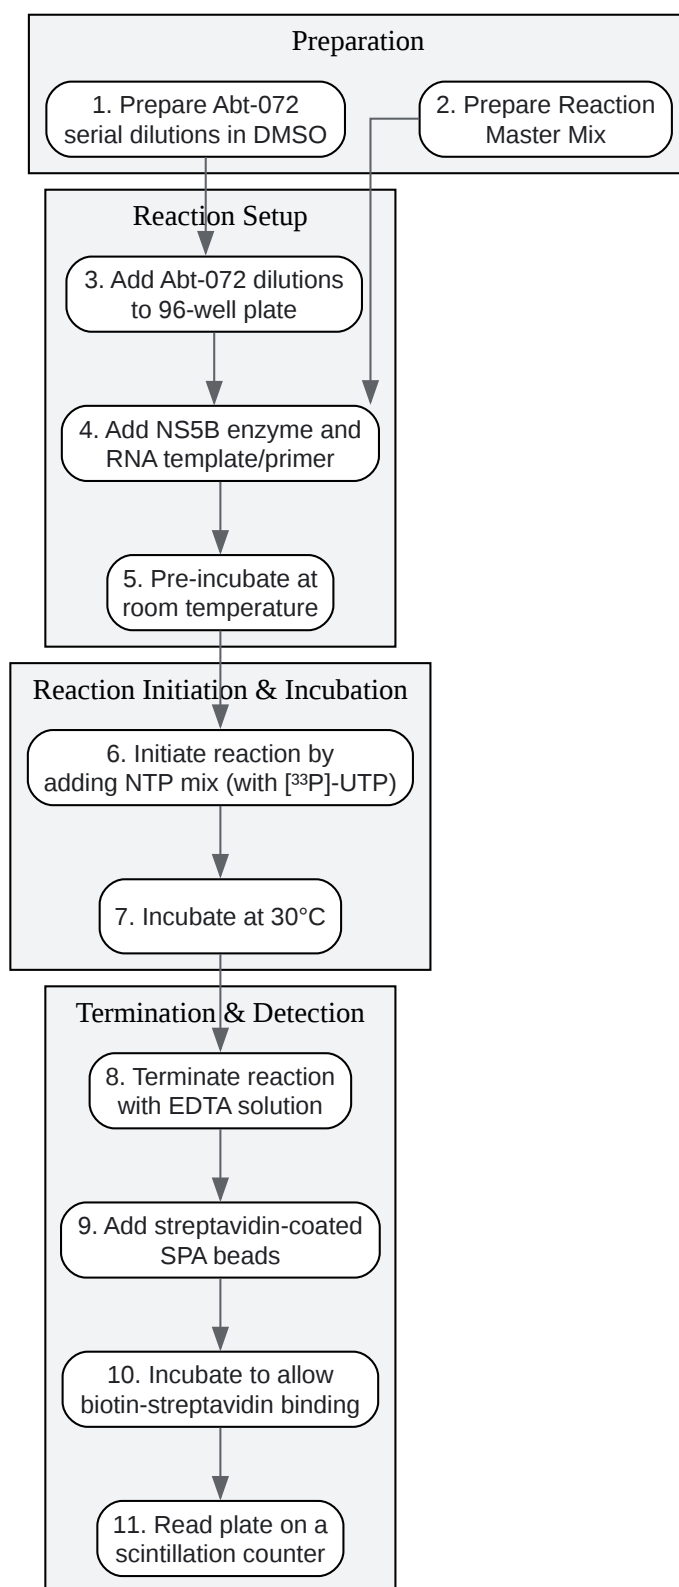 Preparation
1. Prepare Abt-072
serial dilutions in DMSO
2. Prepare Reaction
Master Mix
Reaction Setup
3. Add Abt-072 dilutions
to 96-well plate
4. Add NS5B enzyme and
RNA template/primer
5. Pre-incubate at
room temperature
Reaction Initiation & Incubation
6. Initiate reaction by
adding NTP mix (with [³³P]-UTP)
7. Incubate at 30°C
Termination & Detection
8. Terminate reaction
with EDTA solution
9. Add streptavidin-coated
SPA beads
10. Incubate to allow
biotin-streptavidin binding
11. Read plate on a
scintillation counter